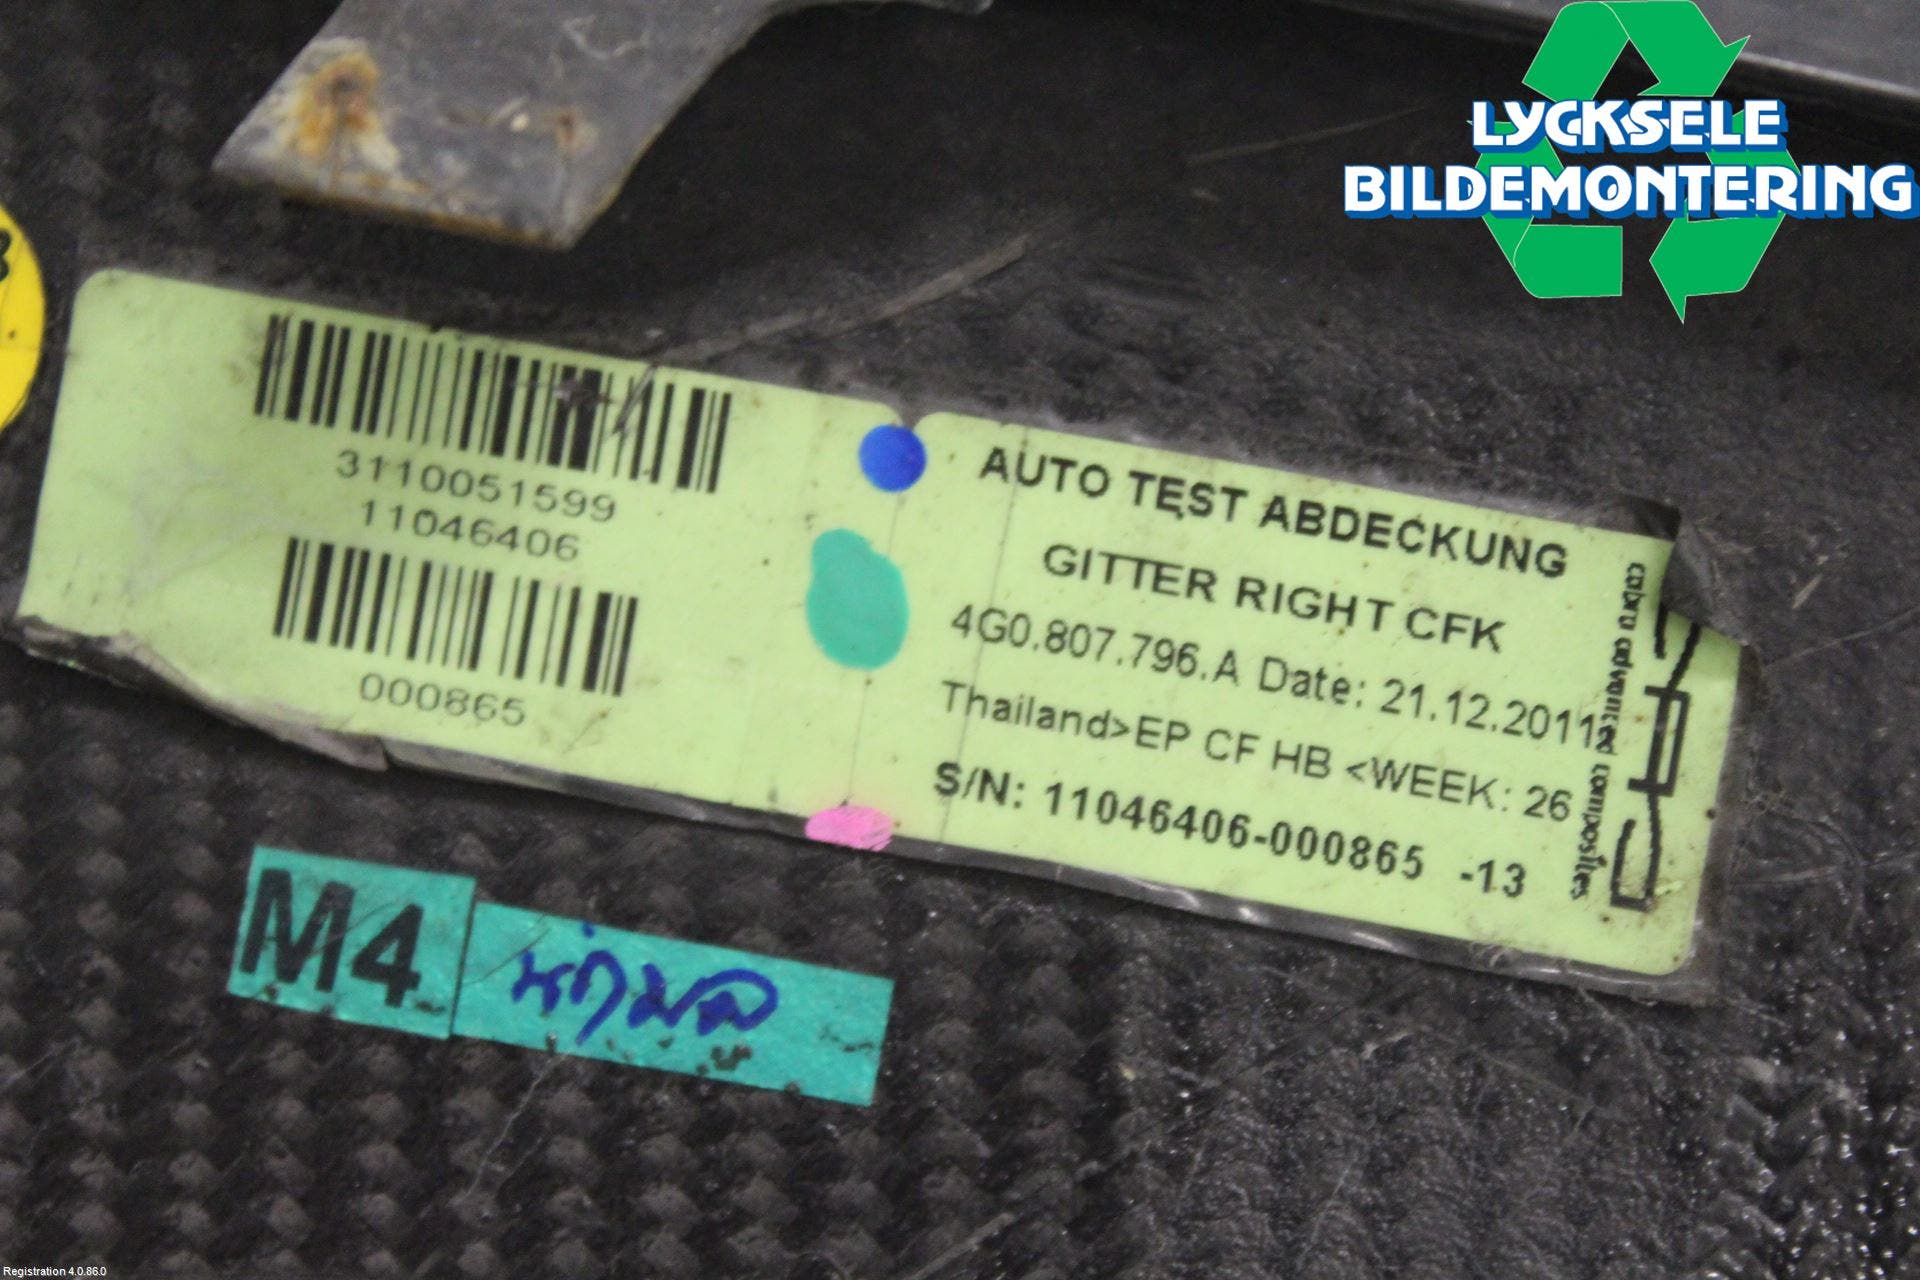 LYCKSELE
BILDEMONTERING
3110051599
11046406
000865
AUTO TEST ABDECKUNG
GITTER RIGHT CFK
4G0.807.796.A Date: 21.12.2011
Thailand>EP CF HB <WEEK: 26
S/N: 11046406-000865 -13
cobra advanced composites
M4
Registration 4.0.86.0